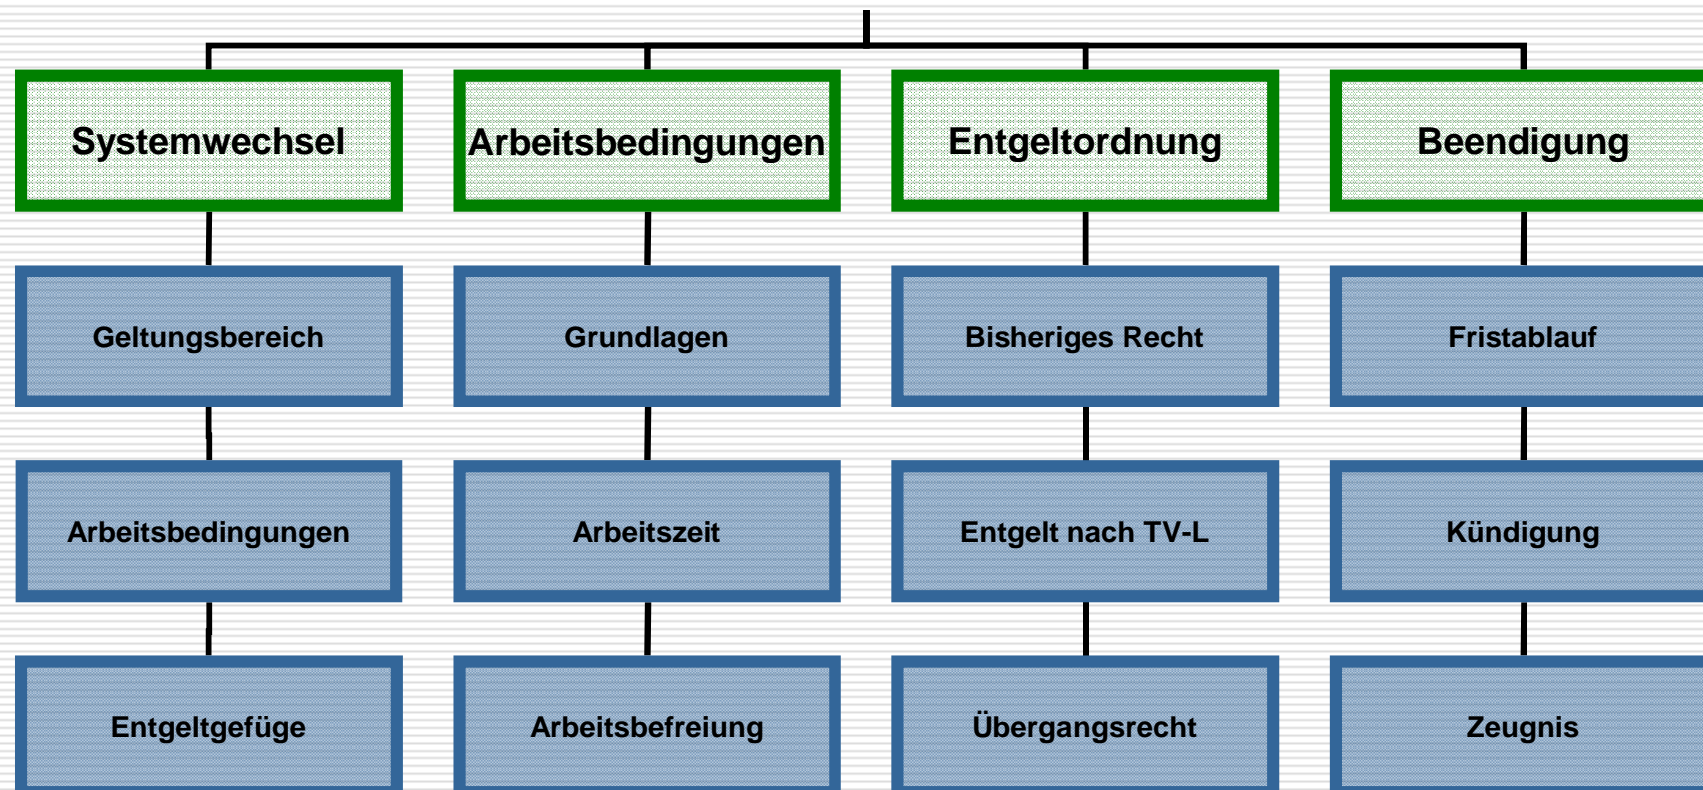 Systemwechsel
Arbeitsbedingungen
Entgeltordnung
Beendigung
Geltungsbereich
Grundlagen
Bisheriges Recht
Fristablauf
Arbeitsbedingungen
Arbeitszeit
Entgelt nach TV-L
Kündigung
Entgeltgefüge
Arbeitsbefreiung
Übergangsrecht
Zeugnis